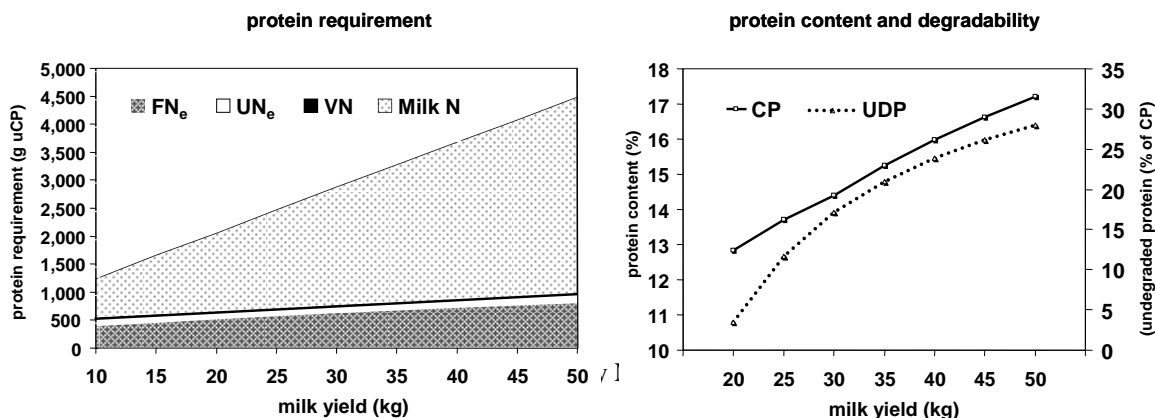 protein requirement
protein requirement (g uCP)
5,000
4,500
4,000
3,500
3,000
2,500
2,000
1,500
1,000
500
0
FNe UNe VN Milk N
10 15 20 25 30 35 40 45 50
milk yield (kg)
protein content and degradability
protein content (%)
18
17
16
15
14
13
12
11
10
CP UDP
35
30
25
20
15
10
5
0
(undegraded protein (% of CP)
20 25 30 35 40 45 50
milk yield (kg)